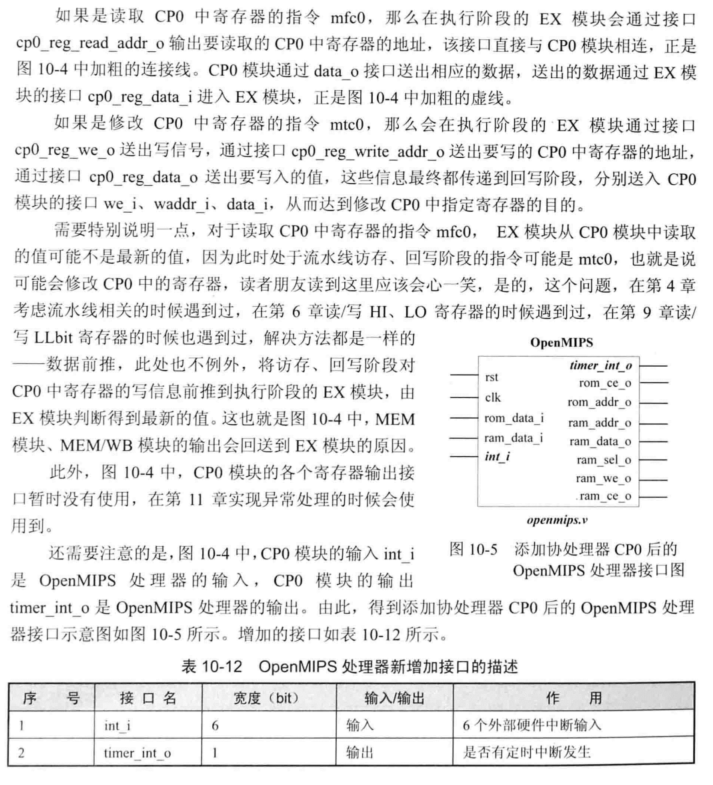 如果是读取 CP0 中寄存器的指令 mfc0，那么在执行阶段的 EX 模块会通过接口
cp0_reg_read_addr_o 输出要读取的 CP0 中寄存器的地址，该接口直接与 CP0 模块相连，正是
图 10-4 中加粗的连接线。CP0 模块通过 data_o 接口送出相应的数据，送出的数据通过 EX 模
块的接口 cp0_reg_data_i 进入 EX 模块，正是图 10-4 中加粗的虚线。
如果是修改 CP0 中寄存器的指令 mtc0，那么会在执行阶段的 EX 模块通过接口
cp0_reg_we_o 送出写信号，通过接口 cp0_reg_write_addr_o 送出要写的 CP0 中寄存器的地址，
通过接口 cp0_reg_data_o 送出要写入的值，这些信息最终都传递到回写阶段，分别送入 CP0
模块的接口 we_i、waddr_i、data_i，从而达到修改 CP0 中指定寄存器的目的。
需要特别说明一点，对于读取 CP0 中寄存器的指令 mfc0， EX 模块从 CP0 模块中读取
的值可能不是最新的值，因为此时处于流水线访存、回写阶段的指令可能是 mtc0，也就是说
可能会修改 CP0 中的寄存器，读者朋友读到这里应该会心一笑，是的，这个问题，在第 4 章
考虑流水线相关的时候遇到过，在第 6 章读/写 HI、LO 寄存器的时候遇到过，在第 9 章读/
写 LLbit 寄存器的时候也遇到过，解决方法都是一样的
——数据前推，此处也不例外，将访存、回写阶段对
CP0 中寄存器的写信息前推到执行阶段的 EX 模块，由
EX 模块判断得到最新的值。这也就是图 10-4 中，MEM
模块、MEM/WB 模块的输出会回送到 EX 模块的原因。
此外，图 10-4 中，CP0 模块的各个寄存器输出接
口暂时没有使用，在第 11 章实现异常处理的时候会使
用到。
还需要注意的是，图 10-4 中，CP0 模块的输入 int_i
是 OpenMIPS 处理器的输入，CP0 模块的输出
OpenMIPS
rst
clk
rom_data_i
ram_data_i
int_i
timer_int_o
rom_ce_o
rom_addr_o
ram_addr_o
ram_data_o
ram_sel_o
ram_we_o
ram_ce_o
openmips.v
图 10-5 添加协处理器 CP0 后的
OpenMIPS 处理器接口图
timer_int_o 是 OpenMIPS 处理器的输出。由此，得到添加协处理器 CP0 后的 OpenMIPS 处理
器接口示意图如图 10-5 所示。增加的接口如表 10-12 所示。
表 10-12 OpenMIPS 处理器新增加接口的描述
序 号 接 口 名 宽度（bit） 输入/输出 作 用
1 int_i 6 输入 6 个外部硬件中断输入
2 timer_int_o 1 输出 是否有定时中断发生